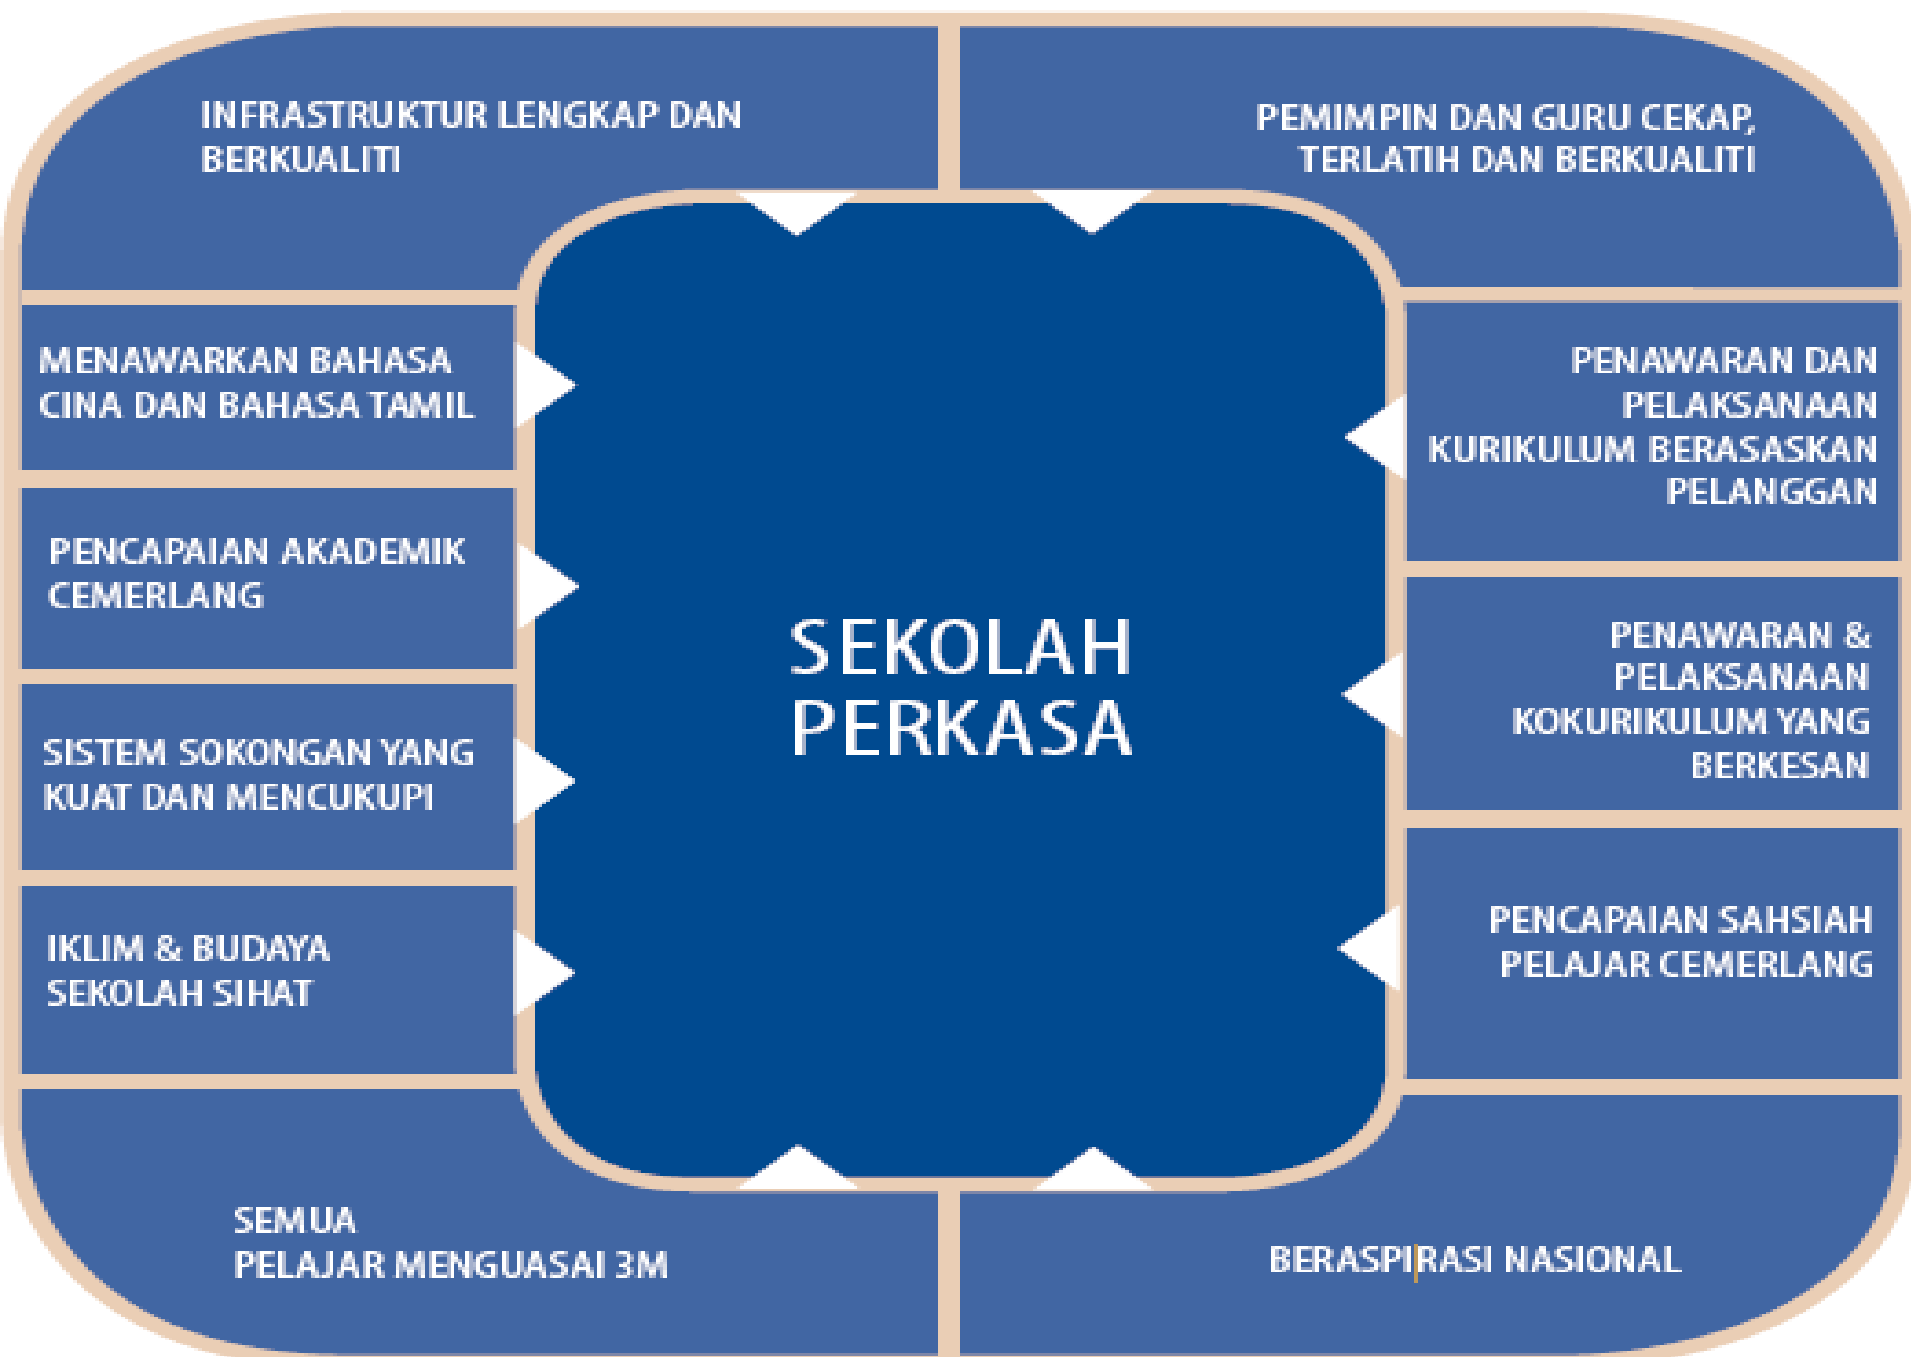 INFRASTRUKTUR LENGKAP DAN
BERKUALITI
PEMIMPIN DAN GURU CEKAP,
TERLATIH DAN BERKUALITI
MENAWARKAN BAHASA
CINA DAN BAHASA TAMIL
PENCAPAIAN AKADEMIK
CEMERLANG
SISTEM SOKONGAN YANG
KUAT DAN MENCUKUPI
IKLIM & BUDAYA
SEKOLAH SIHAT
SEKOLAH
PERKASA
PENAWARAN DAN
PELAKSANAAN
KURIKULUM BERASASKAN
PELANGGAN
PENAWARAN &
PELAKSANAAN
KOKURIKULUM YANG
BERKESAN
PENCAPAIAN SAHSIAH
PELAJAR CEMERLANG
SEMUA
PELAJAR MENGUASAI 3M
BERASPIRASI NASIONAL